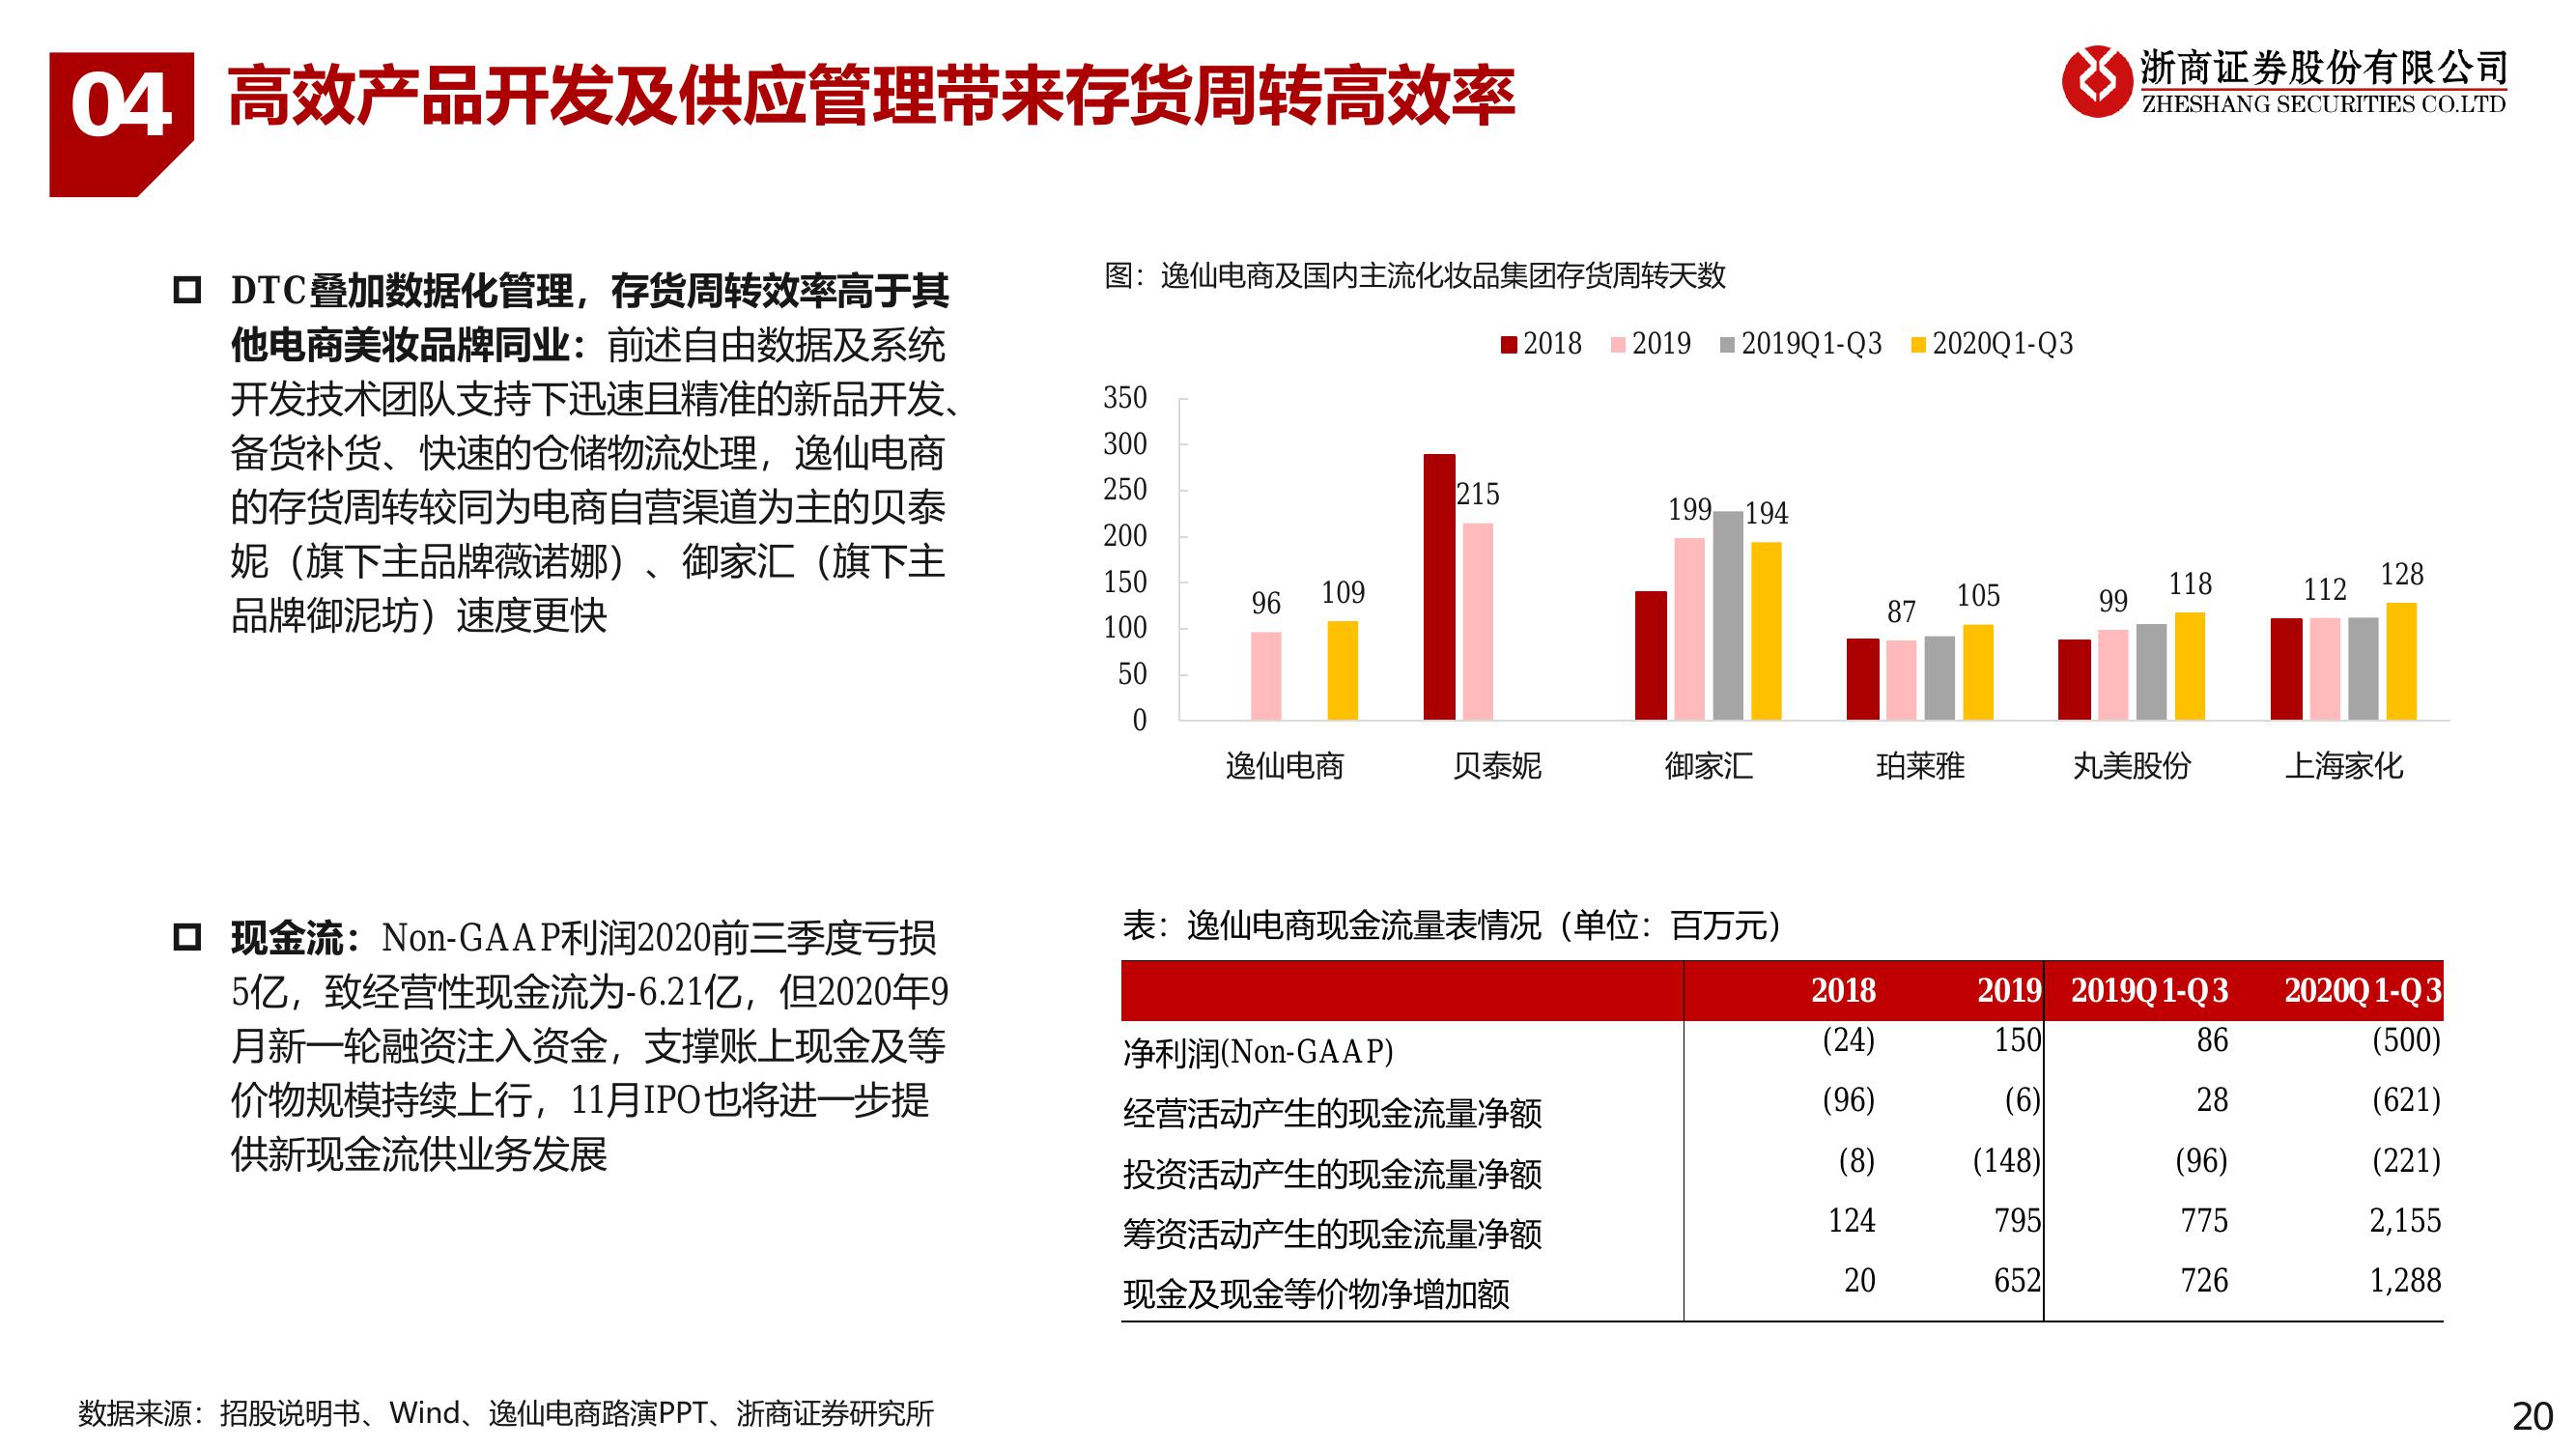 04
高效产品开发及供应管理带来存货周转高效率
浙商证券股份有限公司
ZHESHANG SECURITIES CO.LTD
DTC叠加数据化管理，存货周转效率高于其
他电商美妆品牌同业：前述自由数据及系统
开发技术团队支持下迅速且精准的新品开发、
备货补货、快速的仓储物流处理，逸仙电商
的存货周转较同为电商自营渠道为主的贝泰
妮（旗下主品牌薇诺娜）、御家汇（旗下主
品牌御泥坊）速度更快
图：逸仙电商及国内主流化妆品集团存货周转天数
2018 2019 2019Q1-Q3 2020Q1-Q3
350
300
250
200
150
100
50
0
96 109 215 199 194 87 105 99 118 112 128
逸仙电商 贝泰妮 御家汇 珀莱雅 丸美股份 上海家化
现金流：Non-GAAP利润2020前三季度亏损
5亿，致经营性现金流为-6.21亿，但2020年9
月新一轮融资注入资金，支撑账上现金及等
价物规模持续上行，11月IPO也将进一步提
供新现金流供业务发展
表：逸仙电商现金流量表情况（单位：百万元）
2018 2019 2019Q1-Q3 2020Q1-Q3
净利润(Non-GAAP) (24) 150 86 (500)
经营活动产生的现金流量净额 (96) (6) 28 (621)
投资活动产生的现金流量净额 (8) (148) (96) (221)
筹资活动产生的现金流量净额 124 795 775 2,155
现金及现金等价物净增加额 20 652 726 1,288
数据来源：招股说明书、Wind、逸仙电商路演PPT、浙商证券研究所
20